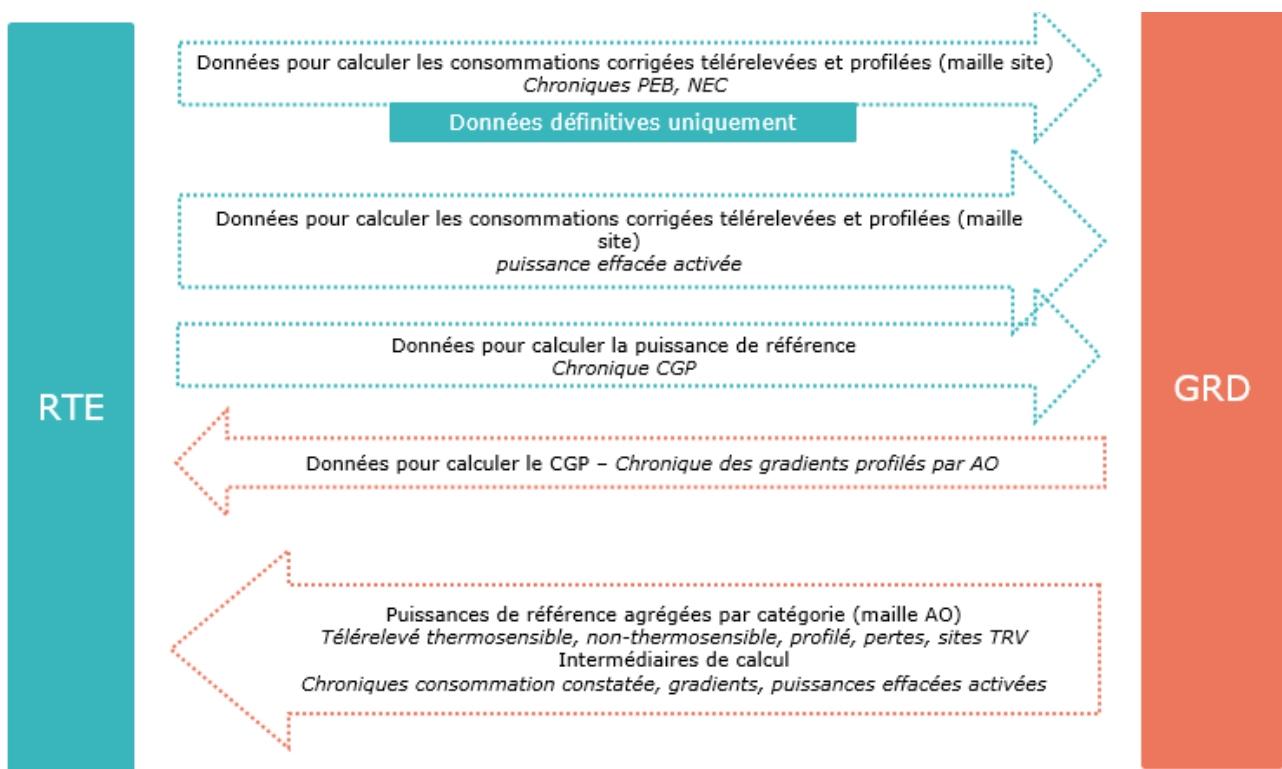 Données pour calculer les consommations corrigées télérelevées et profilées (maille site)
Chroniques PEB, NEC
Données définitives uniquement
Données pour calculer les consommations corrigées télérelevées et profilées (maille
site)
puissance effacée activée
Données pour calculer la puissance de référence
Chronique CGP
RTE
GRD
Données pour calculer le CGP – Chronique des gradients profilés par AO
Puissances de référence agrégées par catégorie (maille AO)
Télérelevé thermosensible, non-thermosensible, profilé, pertes, sites TRV
Intermédiaires de calcul
Chroniques consommation constatée, gradients, puissances effacées activées